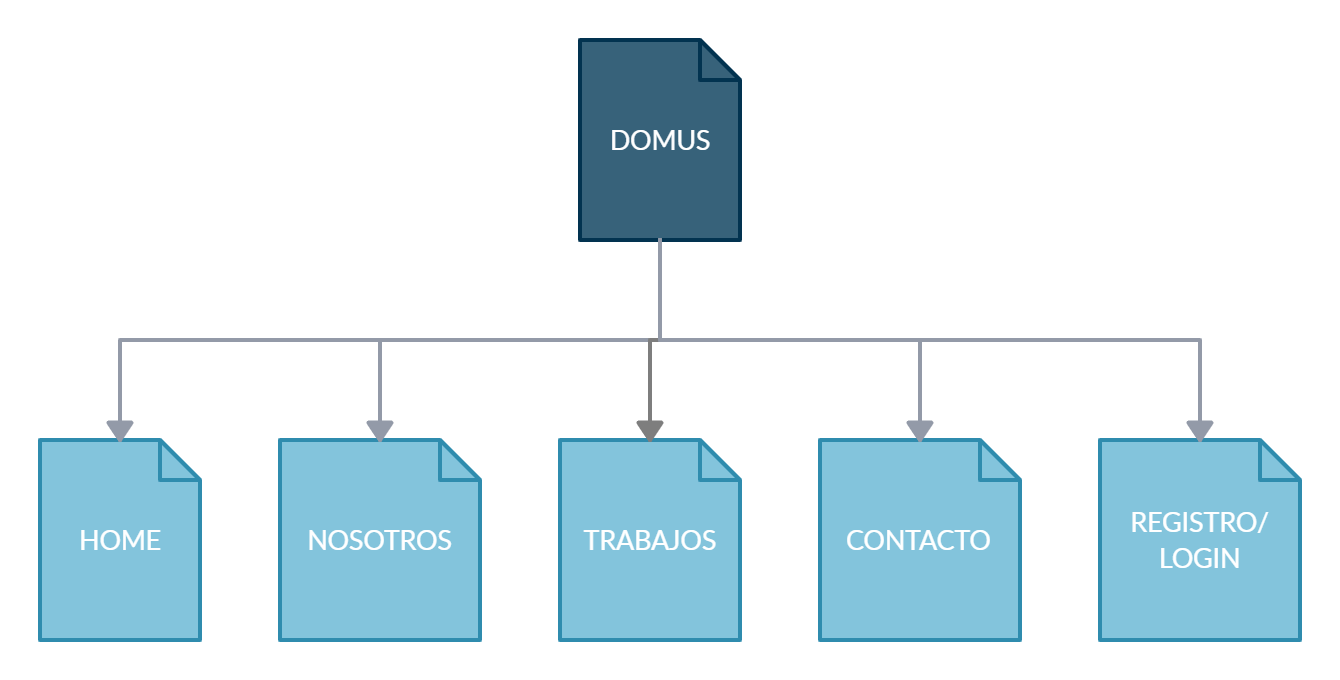 DOMUS
HOME
NOSOTROS
TRABAJOS
CONTACTO
REGISTRO/
LOGIN